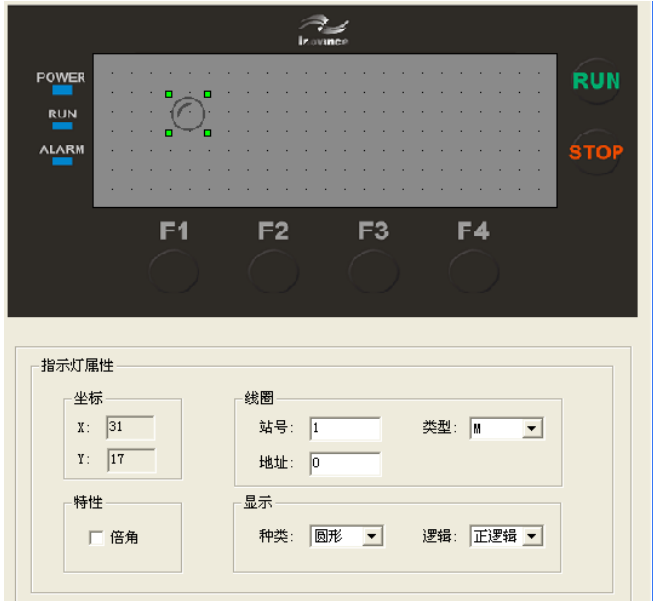 Inovince
POWER
RUN
ALARM
RUN
STOP
F1 F2 F3 F4
指示灯属性
坐标
X: 31
Y: 17
线圈
站号: 1 类型: M
地址: 0
特性
倍角
显示
种类: 圆形 逻辑: 正逻辑